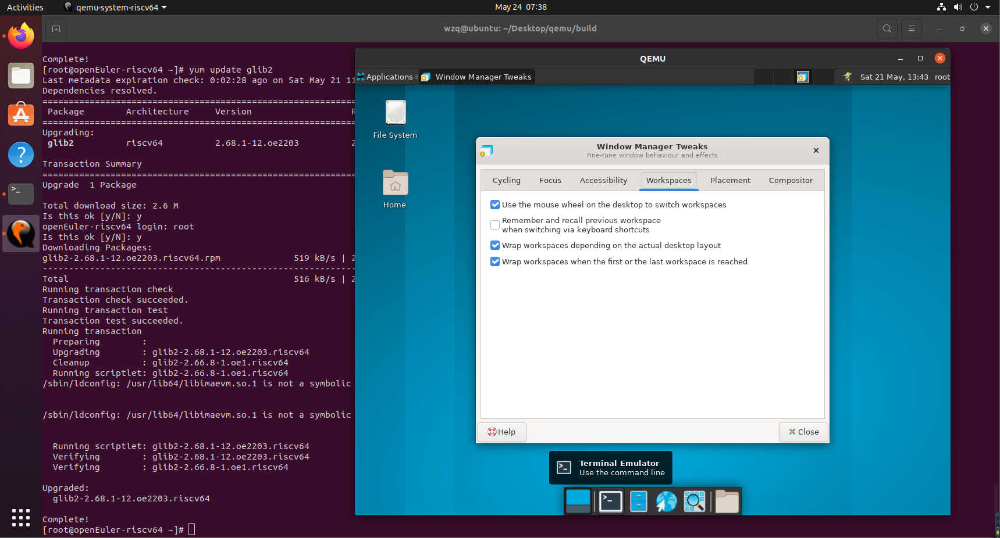 Activities
qemu-system-riscv64
May 24 07:38
wzq@ubuntu: ~/Desktop/qemu/build
Complete!
[root@openEuler-riscv64 ~]# yum update glib2
Last metadata expiration check: 0:02:28 ago on Sat May 21 11
Dependencies resolved.
================================================================
Package Architecture Version R
================================================================
Upgrading:
glib2 riscv64 2.68.1-12.oe2203 2
Transaction Summary
================================================================
Upgrade 1 Package
Total download size: 2.6 M
Is this ok [y/N]: y
openEuler-riscv64 login: root
Is this ok [y/N]: y
Downloading Packages:
glib2-2.68.1-12.oe2203.riscv64.rpm 519 kB/s | 2
----------------------------------------------------------------
Total 516 kB/s | 2
Running transaction check
Transaction check succeeded.
Running transaction test
Transaction test succeeded.
Running transaction
Preparing :
Upgrading : glib2-2.68.1-12.oe2203.riscv64
Cleanup : glib2-2.66.8-1.oe1.riscv64
Running scriptlet: glib2-2.66.8-1.oe1.riscv64
/sbin/ldconfig: /usr/lib64/libimaevm.so.1 is not a symbolic
/sbin/ldconfig: /usr/lib64/libimaevm.so.1 is not a symbolic
Running scriptlet: glib2-2.68.1-12.oe2203.riscv64
Verifying : glib2-2.68.1-12.oe2203.riscv64
Verifying : glib2-2.66.8-1.oe1.riscv64
Upgraded:
glib2-2.68.1-12.oe2203.riscv64
Complete!
[root@openEuler-riscv64 ~]#
QEMU
Applications
Window Manager Tweaks
Sat 21 May, 13:43
root
File System
Home
Window Manager Tweaks
Fine-tune window behaviour and effects
Cycling
Focus
Accessibility
Workspaces
Placement
Compositor
Use the mouse wheel on the desktop to switch workspaces
Remember and recall previous workspace
when switching via keyboard shortcuts
Wrap workspaces depending on the actual desktop layout
Wrap workspaces when the first or the last workspace is reached
Help
Close
Terminal Emulator
Use the command line